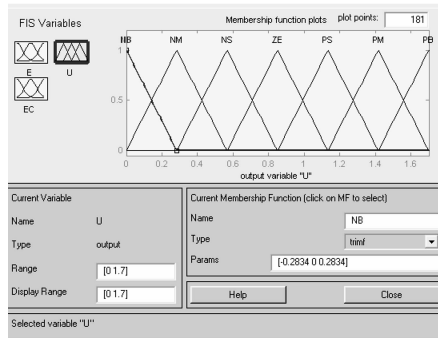 FIS Variables
Membership function plots plot points: 181
E U
EC
NB NM NS ZE PS PM PB
1
0.5
0
0 0.2 0.4 0.6 0.8 1 1.2 1.4 1.6
output variable "U"
Current Variable
Name U
Type output
Range [0 1.7]
Display Range [0 1.7]
Current Membership Function (click on MF to select)
Name NB
Type trimf
Params [-0.2834 0 0.2834]
Help Close
Selected variable "U"